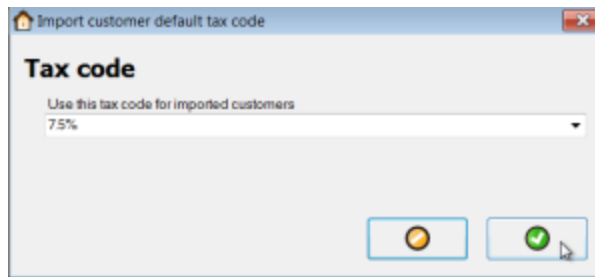 Import customer default tax code
Tax code
Use this tax code for imported customers
7.5%